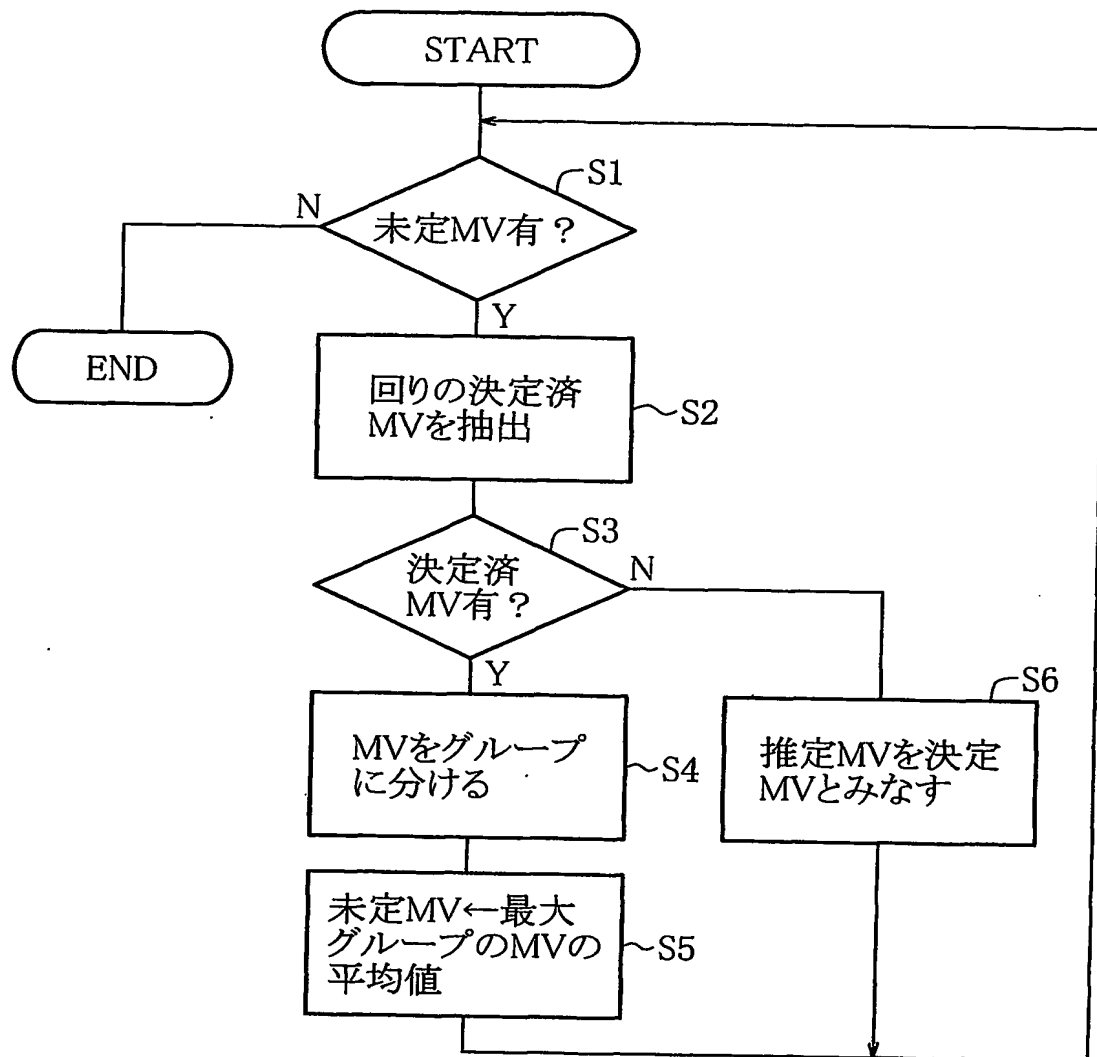 START
S1
N
未定MV有？
Y
END
回りの決定済
MVを抽出
S2
S3
決定済
MV有？
N
Y
S6
MVをグループ
に分ける
S4
推定MVを決定
MVとみなす
未定MV←最大
グループのMVの
平均値
S5